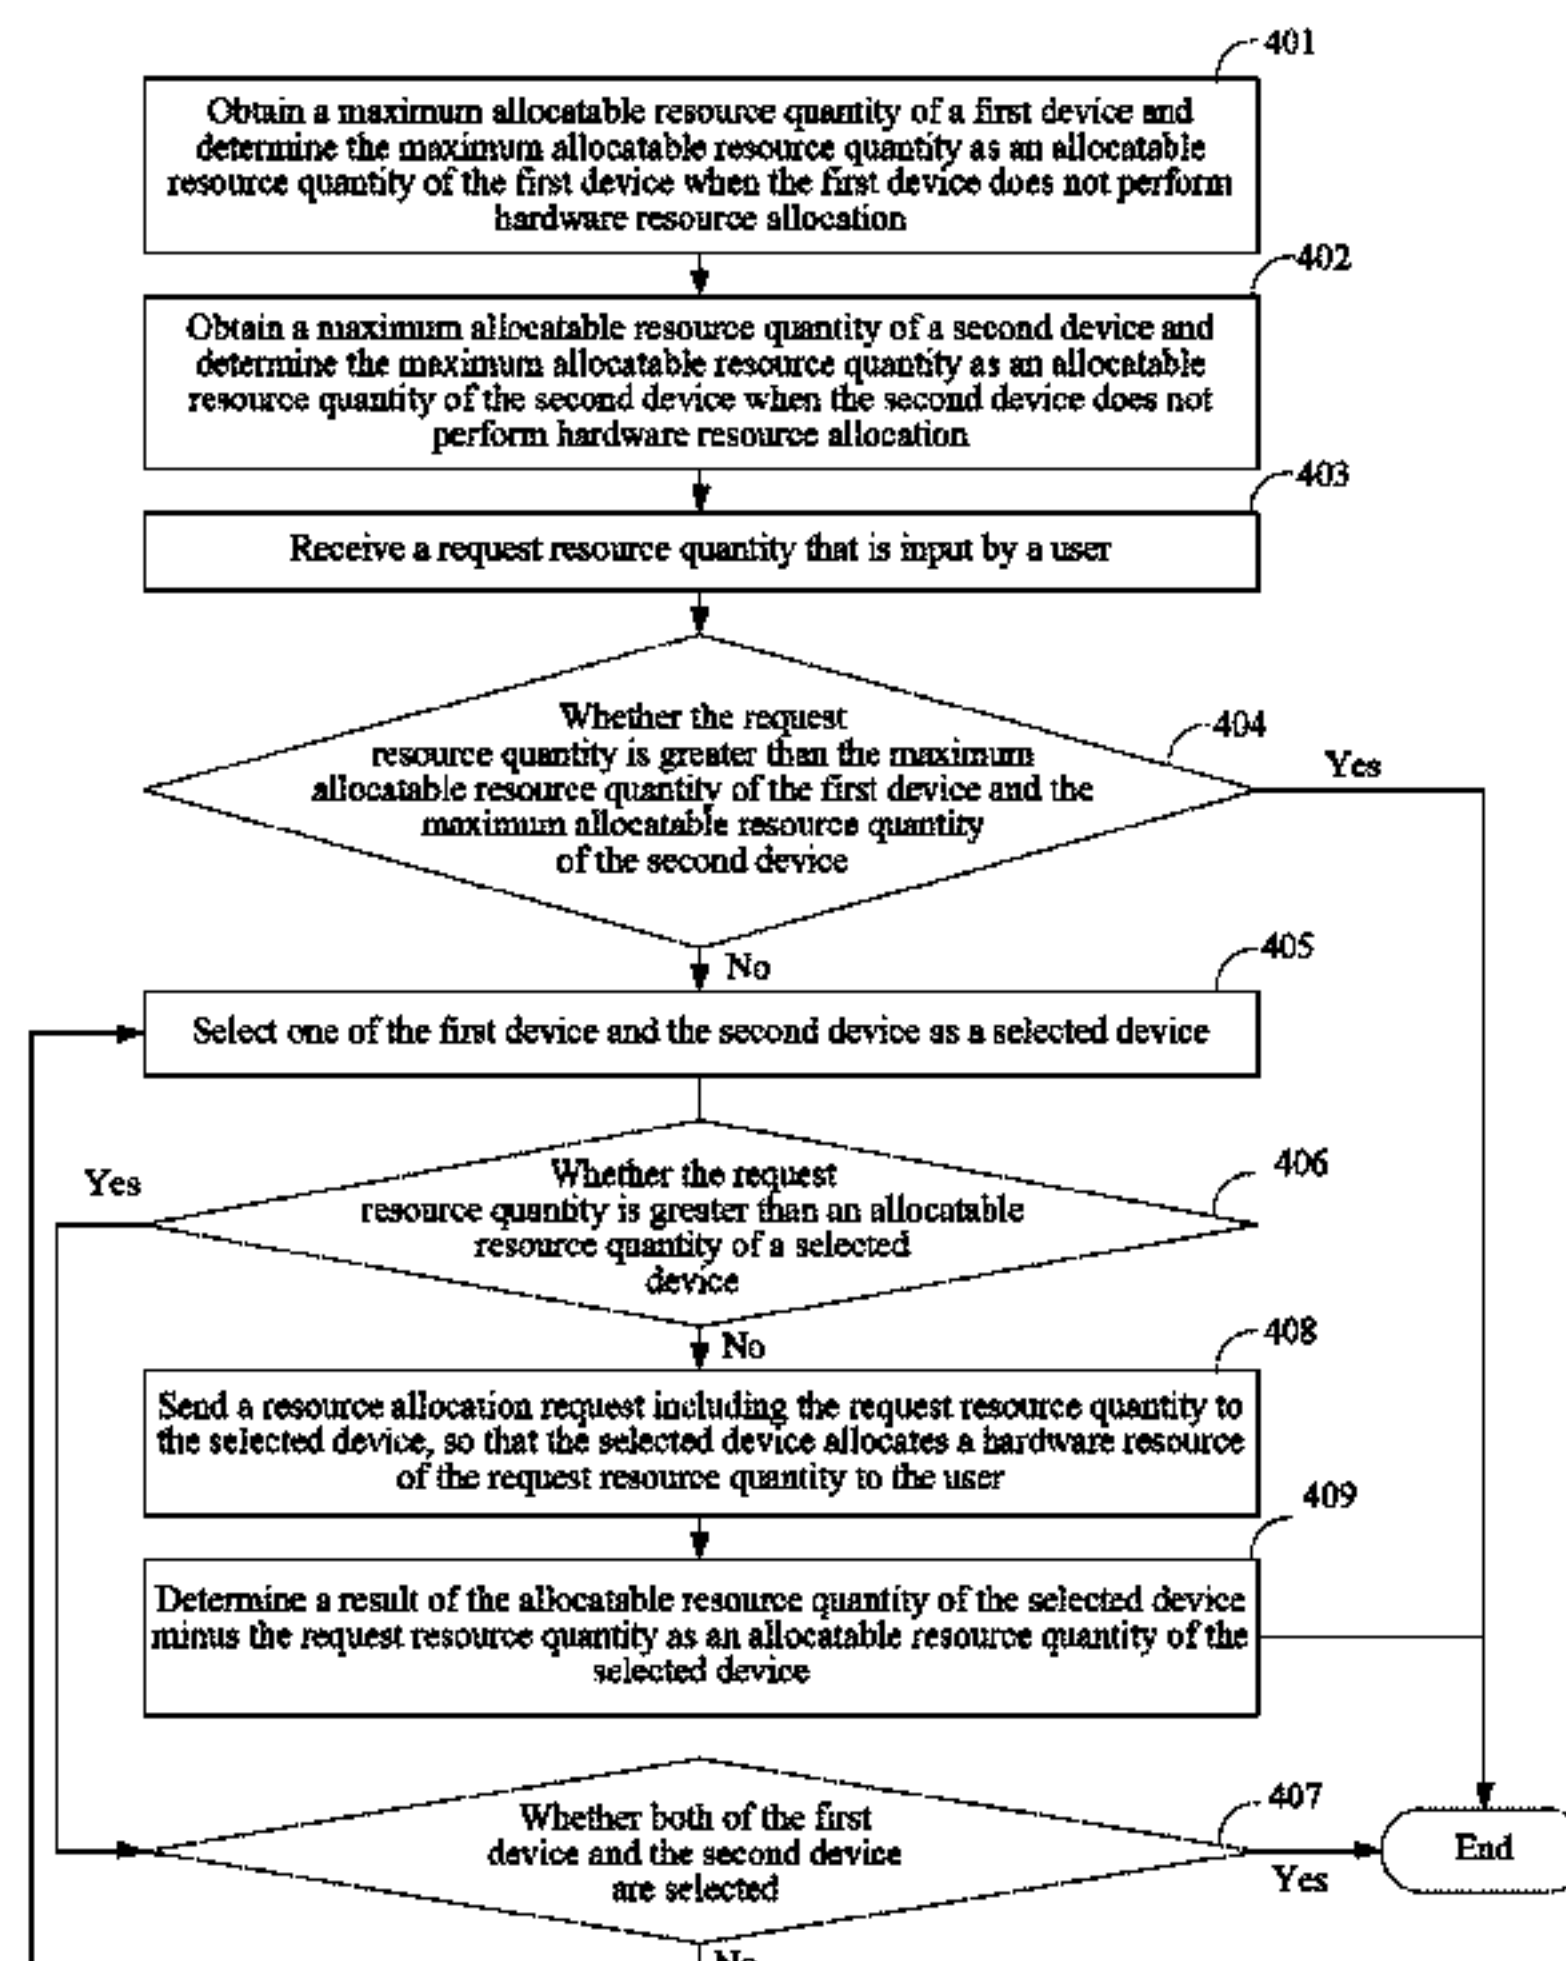 401
Obtain a maximum allocatable resource quantity of a first device and
determine the maximum allocatable resource quantity as an allocatable
resource quantity of the first device when the first device does not perform
hardware resource allocation
402
Obtain a maximum allocatable resource quantity of a second device and
determine the maximum allocatable resource quantity as an allocatable
resource quantity of the second device when the second device does not
perform hardware resource allocation
403
Receive a request resource quantity that is input by a user
404
Whether the request
resource quantity is greater than the maximum
allocatable resource quantity of the first device and the
maximum allocatable resource quantity
of the second device
Yes
No
405
Select one of the first device and the second device as a selected device
406
Yes
Whether the request
resource quantity is greater than an allocatable
resource quantity of a selected
device
No
408
Send a resource allocation request including the request resource quantity to
the selected device, so that the selected device allocates a hardware resource
of the request resource quantity to the user
409
Determine a result of the allocatable resource quantity of the selected device
minus the request resource quantity as an allocatable resource quantity of the
selected device
407
Whether both of the first
device and the second device
are selected
Yes
End
No